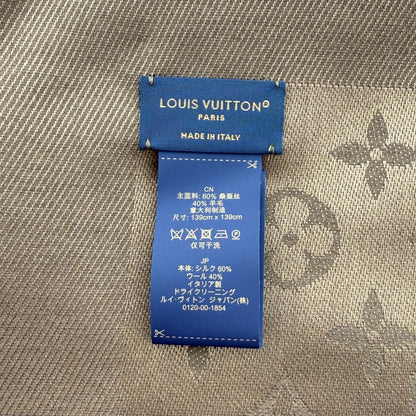 LOUIS VUITTON®
PARIS
MADE IN ITALY
CN
主面料: 60% 桑蚕丝
40% 羊毛
意大利制造
尺寸: 139cm x 139cm
仅可干洗
JP
本体: シルク 60%
ウール 40%
イタリア製
ドライクリーニング
ルイ·ヴィトン ジャパン(株)
0120-00-1854